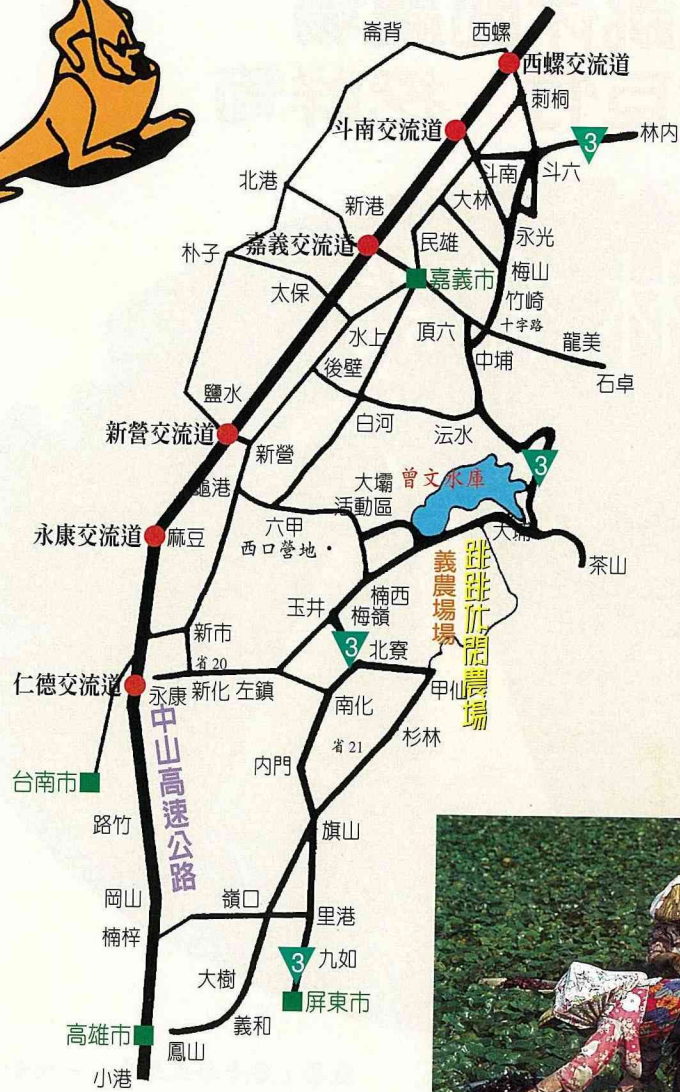 崙背
西螺
西螺交流道
莿桐
斗南交流道
3
林內
斗南
斗六
北港
大林
新港
永光
嘉義交流道
民雄
朴子
梅山
嘉義市
太保
竹崎
十字路
水上
頂六
龍美
後壁
中埔
石卓
鹽水
白河
新營交流道
沄水
新營
3
大壩
活動區
曾文水庫
龜港
六甲
西口營地
永康交流道
麻豆
大埔
茶山
跳跳休閒農場
義農場場
楠西
玉井
梅嶺
新市
3
北寮
省20
仁德交流道
永康
新化
左鎮
南化
甲仙
中山高速公路
省21
杉林
內門
台南市
路竹
旗山
岡山
嶺口
里港
楠梓
3
九如
大樹
屏東市
義和
高雄市
鳳山
小港